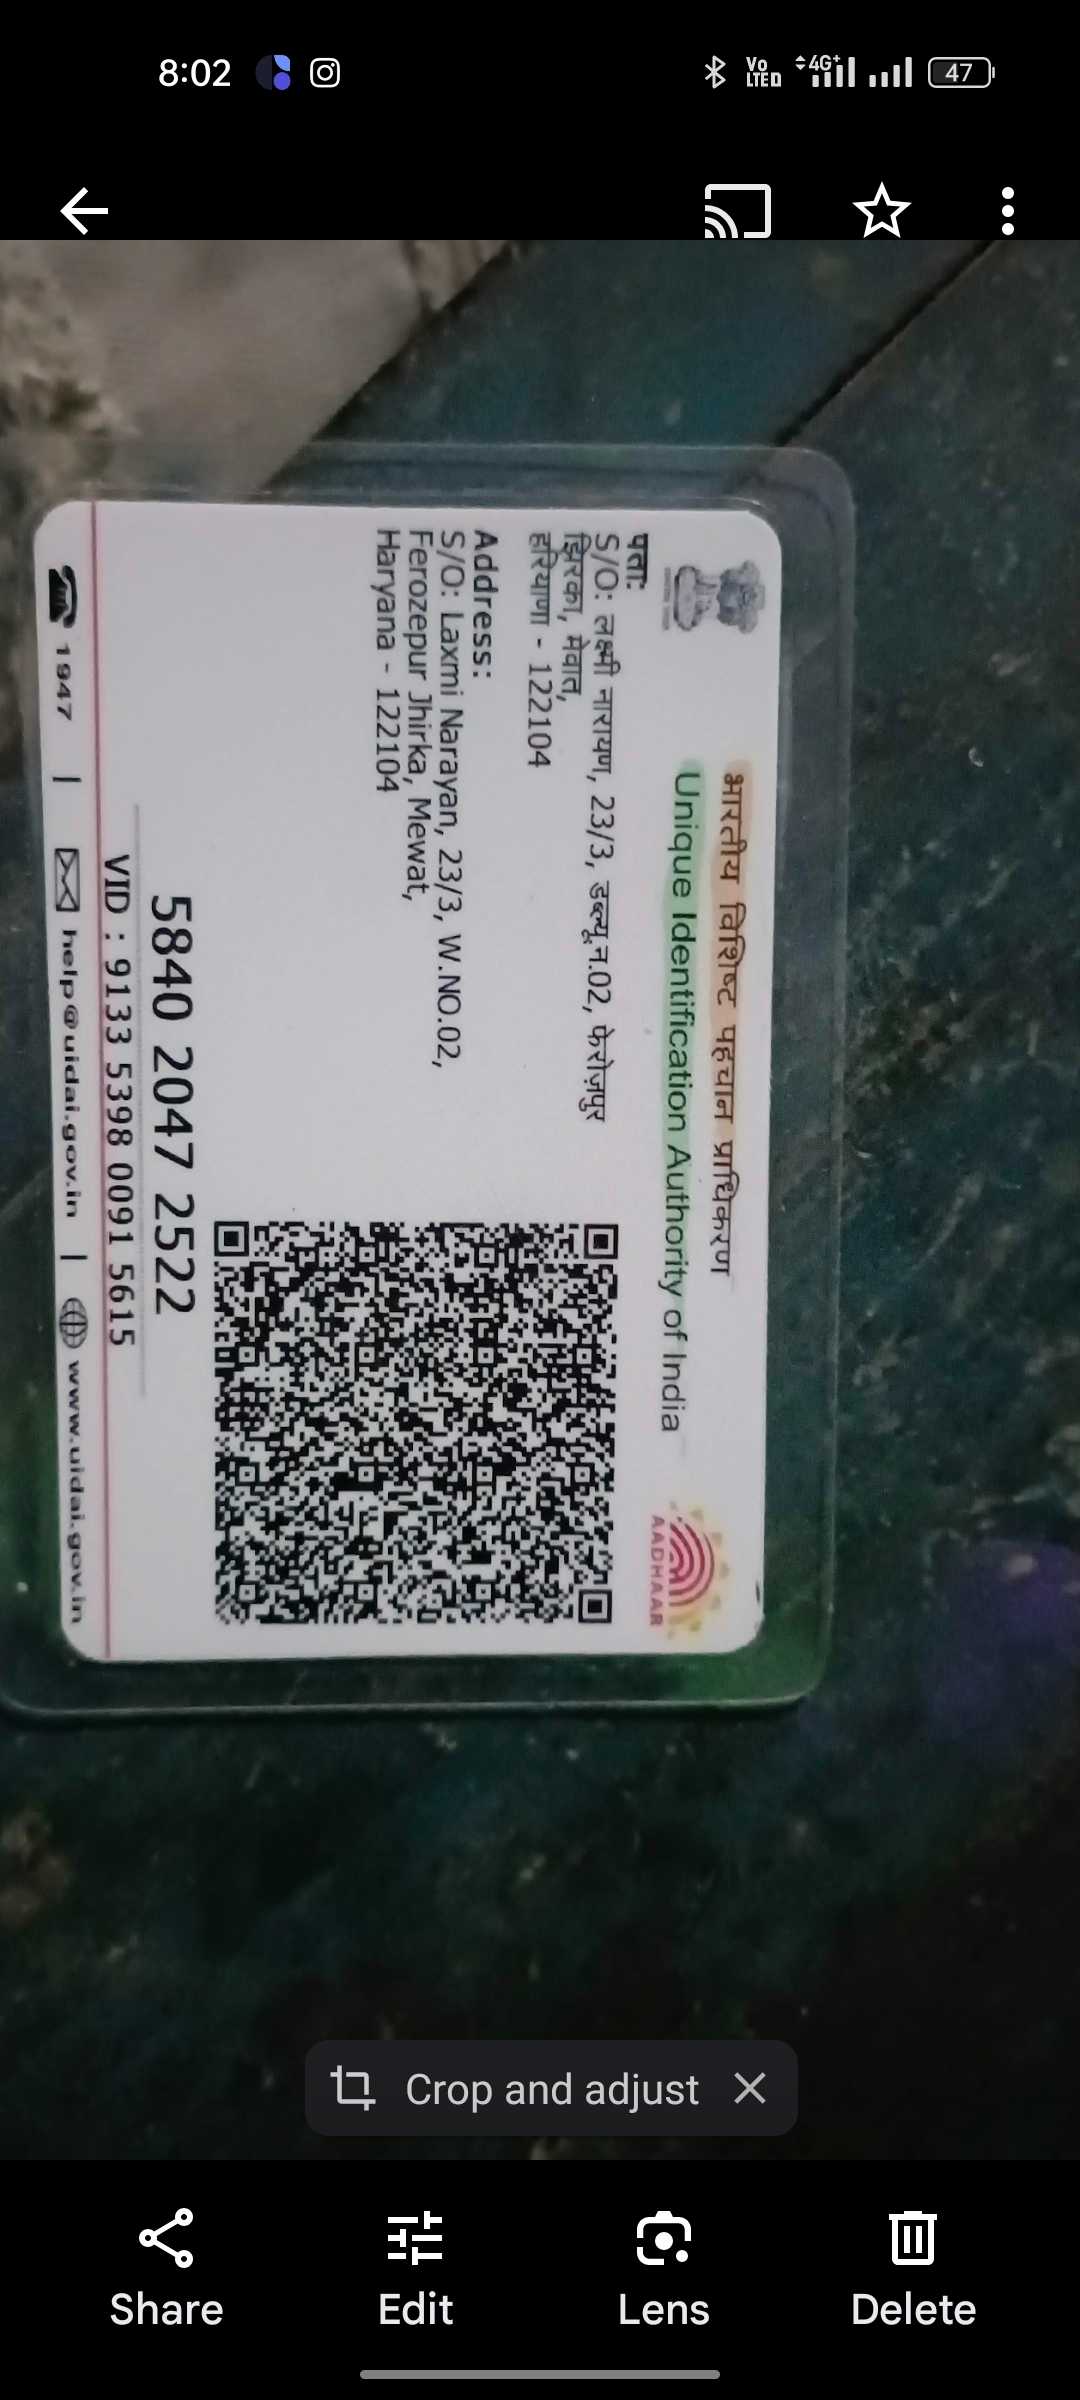 8:02
Vo LTE 4G+ 47
भारतीय विशिष्ट पहचान प्राधिकरण
Unique Identification Authority of India
AADHAAR
पता:
S/O: लक्ष्मी नारायण, 23/3, डब्ल्यू.न.02, फेरोज़पुर
झिरका, मेवात,
हरियाणा - 122104
Address:
S/O: Laxmi Narayan, 23/3, W.NO.02,
Ferozepur Jhirka, Mewat,
Haryana - 122104
5840 2047 2522
VID : 9133 5398 0091 5615
1947 | help@uidai.gov.in | www.uidai.gov.in
Crop and adjust
Share Edit Lens Delete